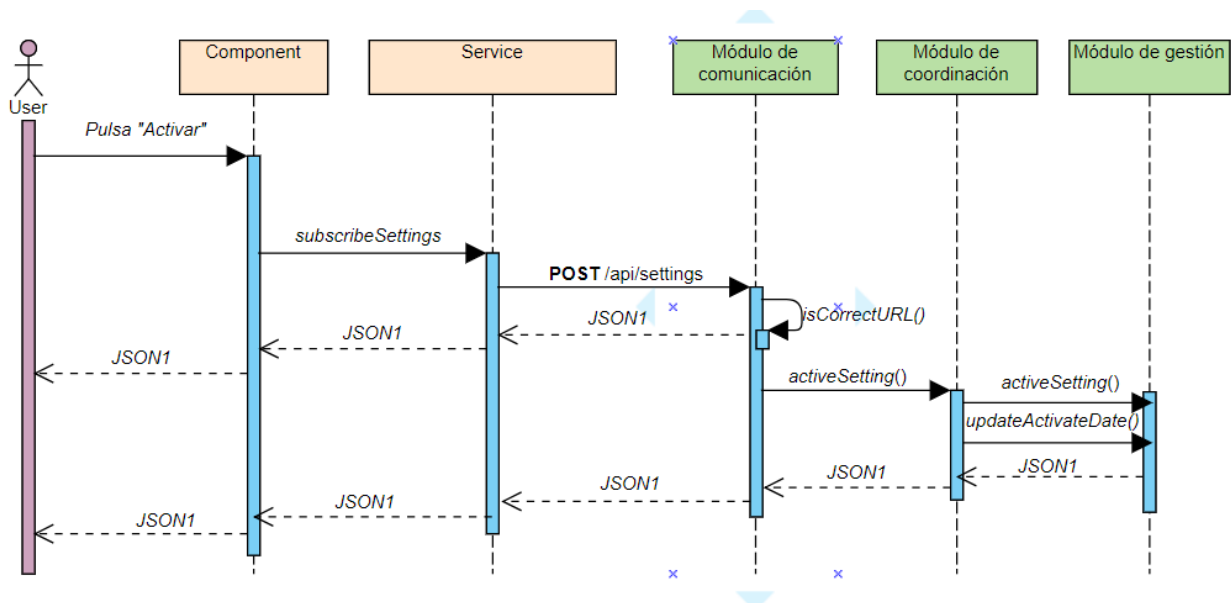 Component
Service
Módulo de
comunicación
Módulo de
coordinación
Módulo de gestión
User
Pulsa "Activar"
subscribeSettings
POST /api/settings
isCorrectURL()
JSON1
JSON1
JSON1
activeSetting()
activeSetting()
updateActivateDate()
JSON1
JSON1
JSON1
JSON1
JSON1